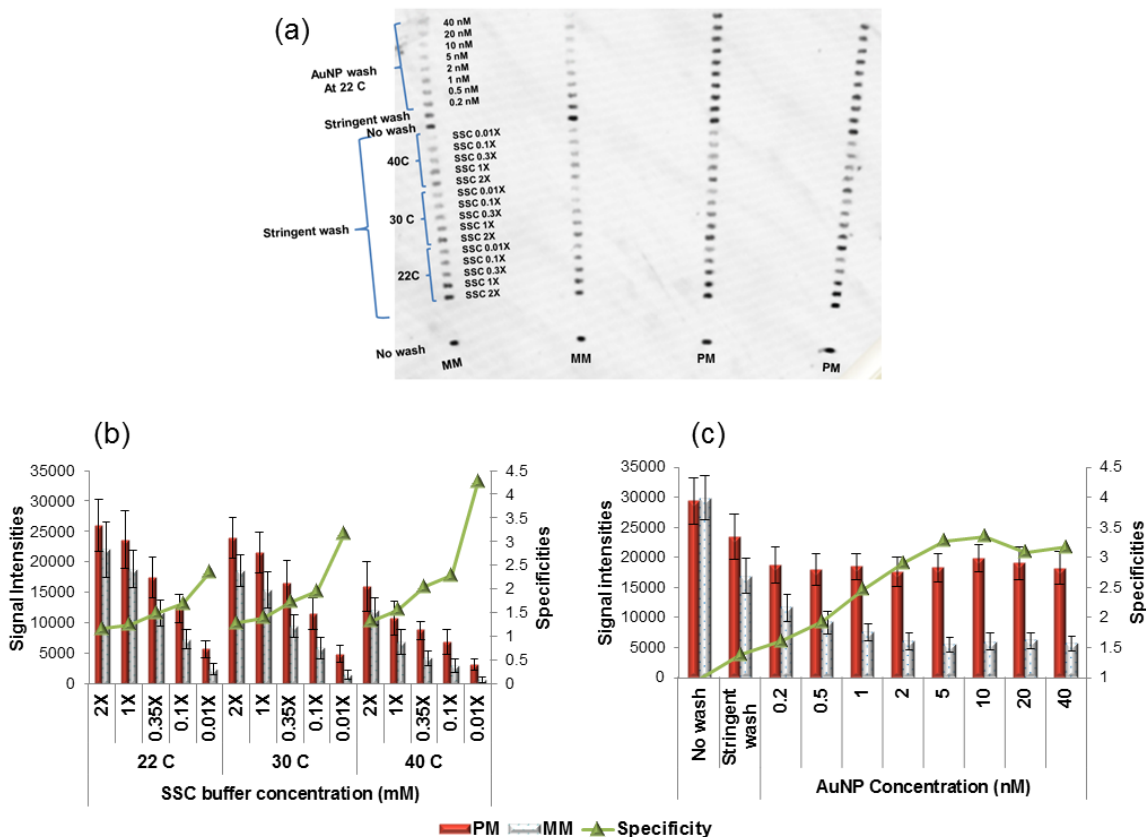 (a)
40 nM
20 nM
10 nM
5 nM
2 nM
1 nM
0.5 nM
0.2 nM
AuNP wash
At 22 C
Stringent wash
No wash
SSC 0.01X
SSC 0.1X
SSC 0.3X
SSC 1X
SSC 2X
40C
SSC 0.01X
SSC 0.1X
SSC 0.3X
SSC 1X
SSC 2X
30 C
SSC 0.01X
SSC 0.1X
SSC 0.3X
SSC 1X
SSC 2X
22C
Stringent wash
No wash
MM
MM
PM
PM
(b)
Signal Intensities
35000
30000
25000
20000
15000
10000
5000
0
4.5
4
3.5
3
2.5
2
1.5
1
0.5
0
Specificities
2X 1X 0.35X 0.1X 0.01X 2X 1X 0.35X 0.1X 0.01X 2X 1X 0.35X 0.1X 0.01X
22 C 30 C 40 C
SSC buffer concentration (mM)
(c)
Signal Intensities
35000
30000
25000
20000
15000
10000
5000
0
4.5
4
3.5
3
2.5
2
1.5
1
Specificities
No wash
Stringent
wash
0.2 0.5 1 2 5 10 20 40
AuNP Concentration (nM)
PM MM Specificity